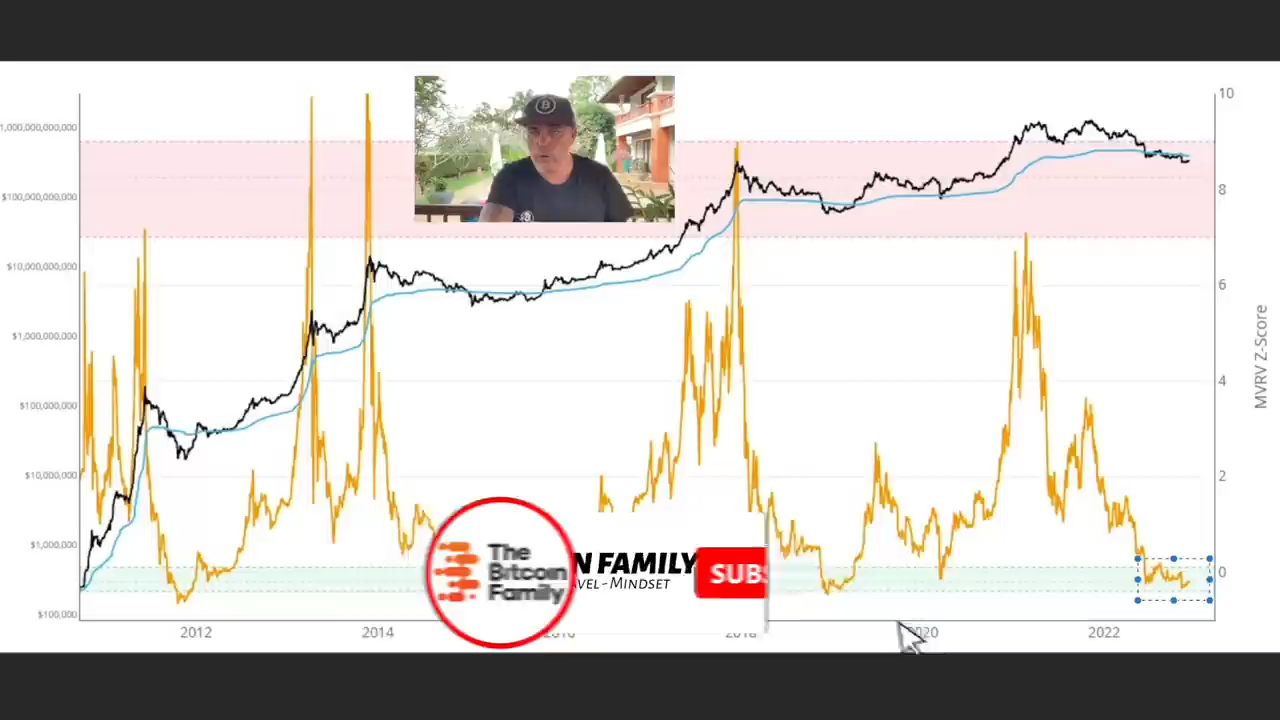 10
1,000,000,000,000
8
$100,000,000,000
$10,000,000,000
6
$1,000,000,000
4
$100,000,000
MVRV Z-Score
$10,000,000
2
$1,000,000
0
$100,000
The
Bitcoin
Family
N FAMILY
VEL-MINDSET
SUBS
2012
2014
2016
2018
2020
2022